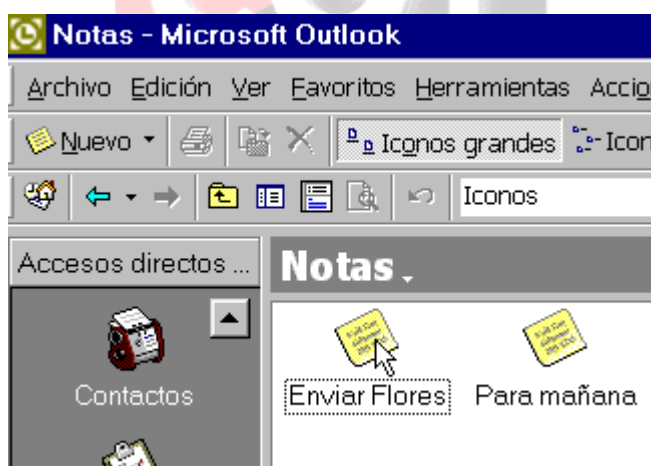 Notas - Microsoft Outlook
Archivo Edición Ver Favoritos Herramientas Accio
Nuevo Iconos grandes Icon
Iconos
Accesos directos ... Notas
Contactos Enviar Flores Para mañana